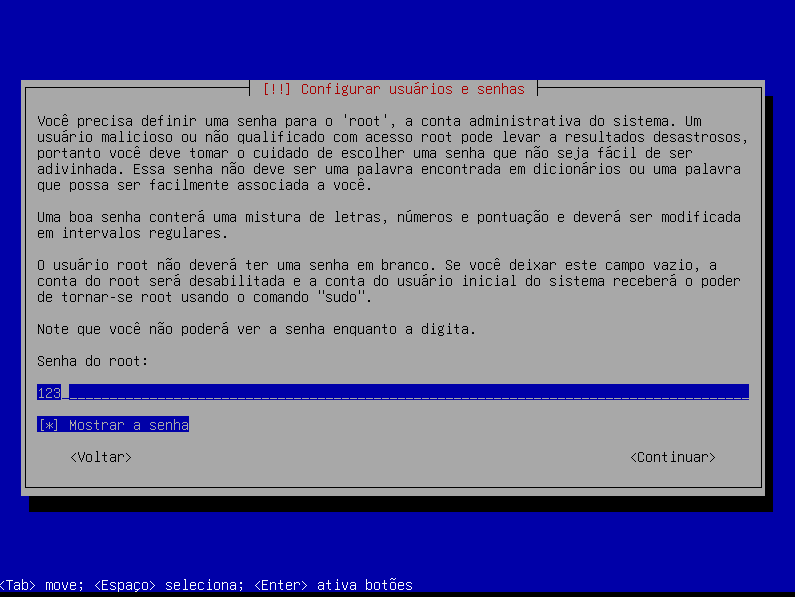 [!!] Configurar usuários e senhas
Você precisa definir uma senha para o 'root', a conta administrativa do sistema. Um
usuário malicioso ou não qualificado com acesso root pode levar a resultados desastrosos,
portanto você deve tomar o cuidado de escolher uma senha que não seja fácil de ser
adivinhada. Essa senha não deve ser uma palavra encontrada em dicionários ou uma palavra
que possa ser facilmente associada a você.
Uma boa senha conterá uma mistura de letras, números e pontuação e deverá ser modificada
em intervalos regulares.
O usuário root não deverá ter uma senha em branco. Se você deixar este campo vazio, a
conta do root será desabilitada e a conta do usuário inicial do sistema receberá o poder
de tornar-se root usando o comando "sudo".
Note que você não poderá ver a senha enquanto a digita.
Senha do root:
123
[*] Mostrar a senha
<Voltar> <Continuar>
<Tab> move; <Espaço> seleciona; <Enter> ativa botões